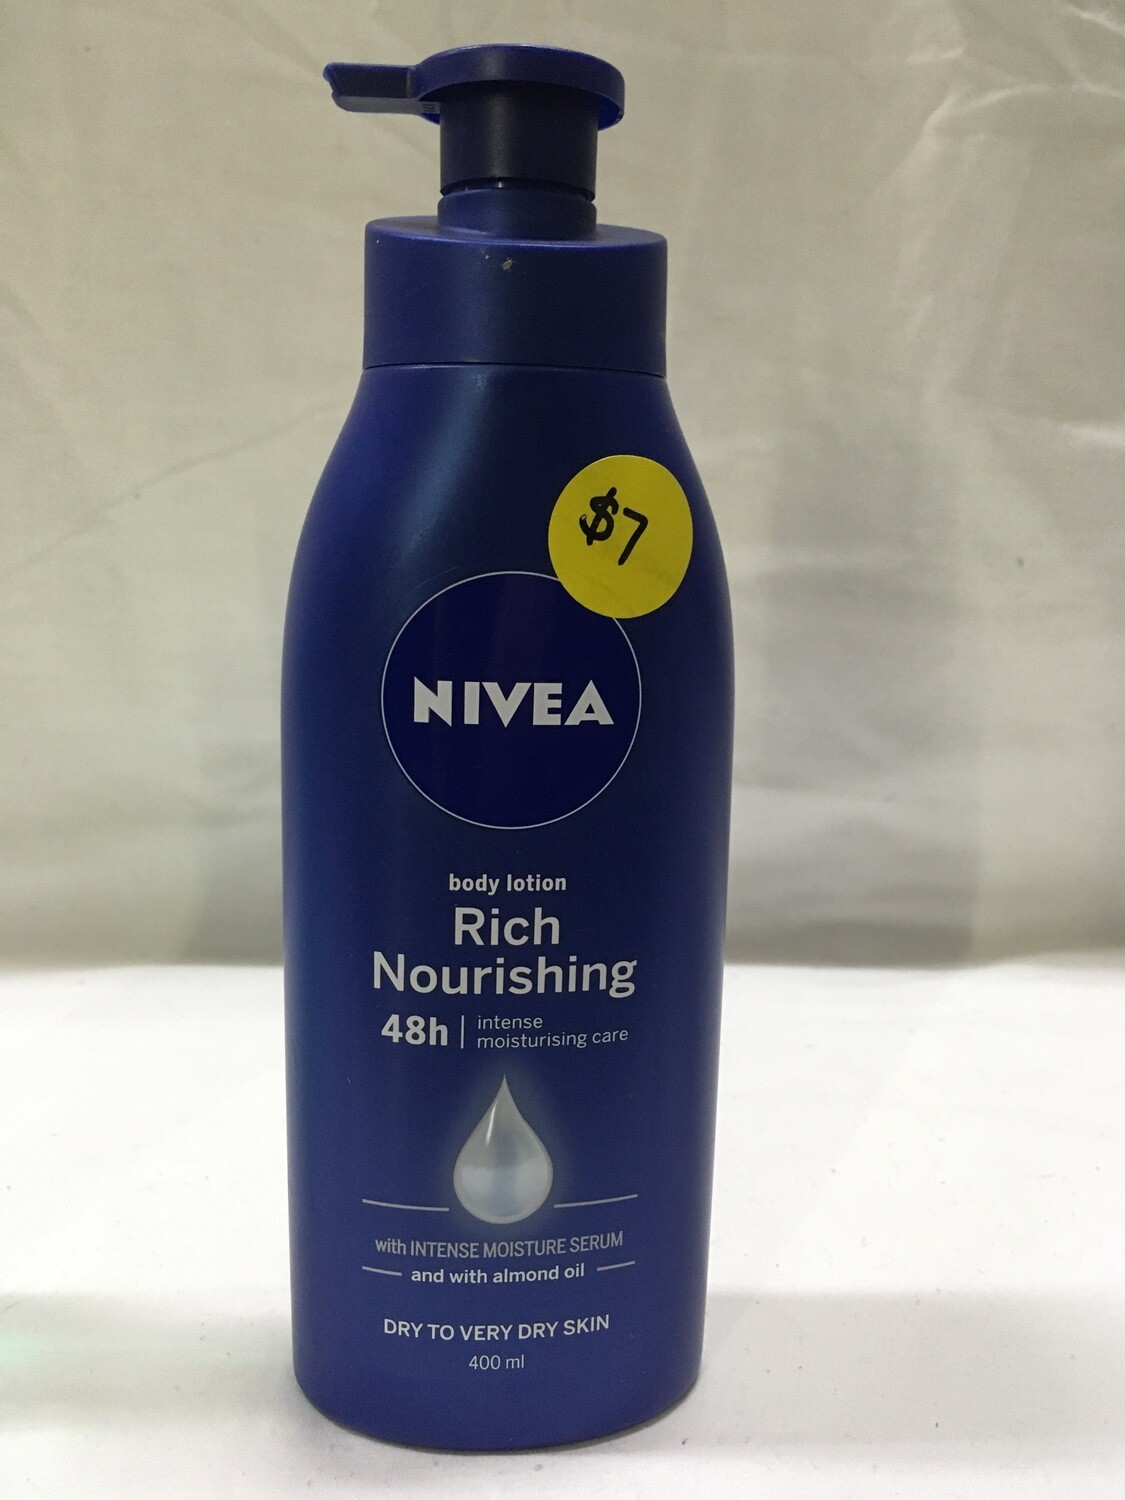 $7
NIVEA
body lotion
Rich
Nourishing
48h | intense
moisturising care
with INTENSE MOISTURE SERUM
and with almond oil
DRY TO VERY DRY SKIN
400 ml